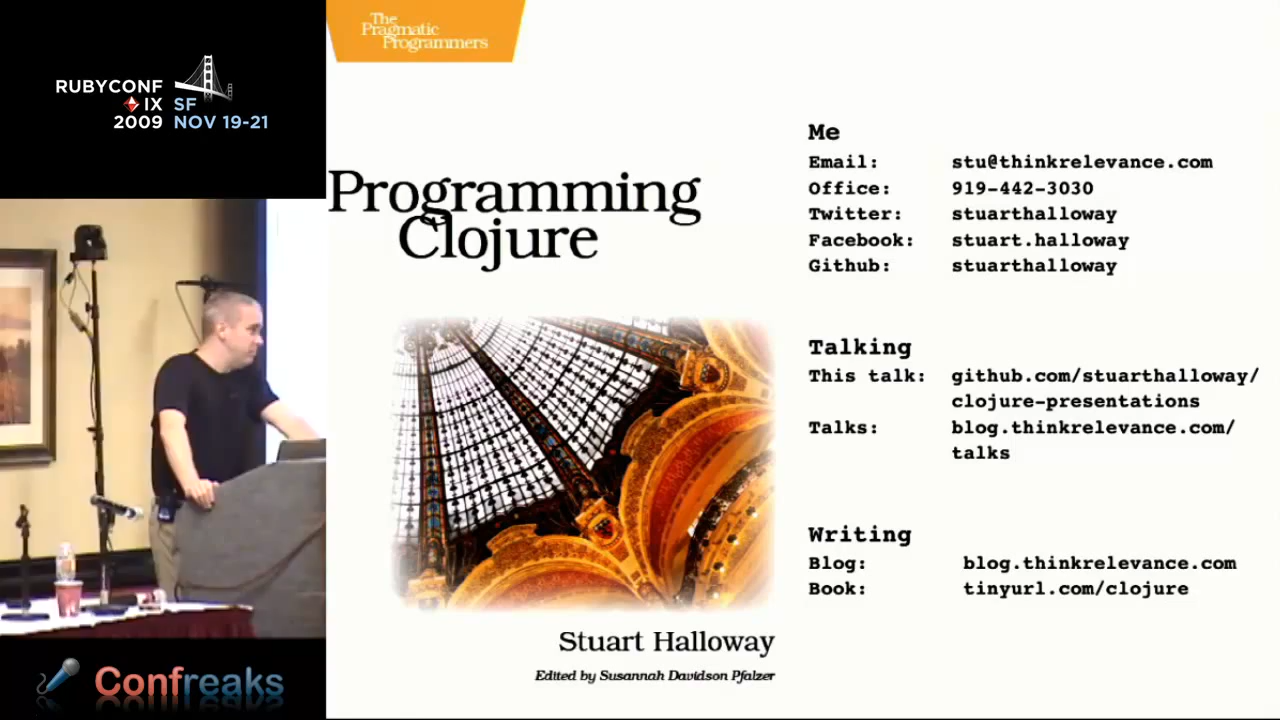 RUBYCONF
IX SF
2009 NOV 19-21
The
Pragmatic
Programmers
Programming
Clojure
Stuart Halloway
Edited by Susannah Davidson Pfalzer
Me
Email: stu@thinkrelevance.com
Office: 919-442-3030
Twitter: stuarthalloway
Facebook: stuart.halloway
Github: stuarthalloway
Talking
This talk: github.com/stuarthalloway/
clojure-presentations
Talks: blog.thinkrelevance.com/
talks
Writing
Blog: blog.thinkrelevance.com
Book: tinyurl.com/clojure
Confreaks